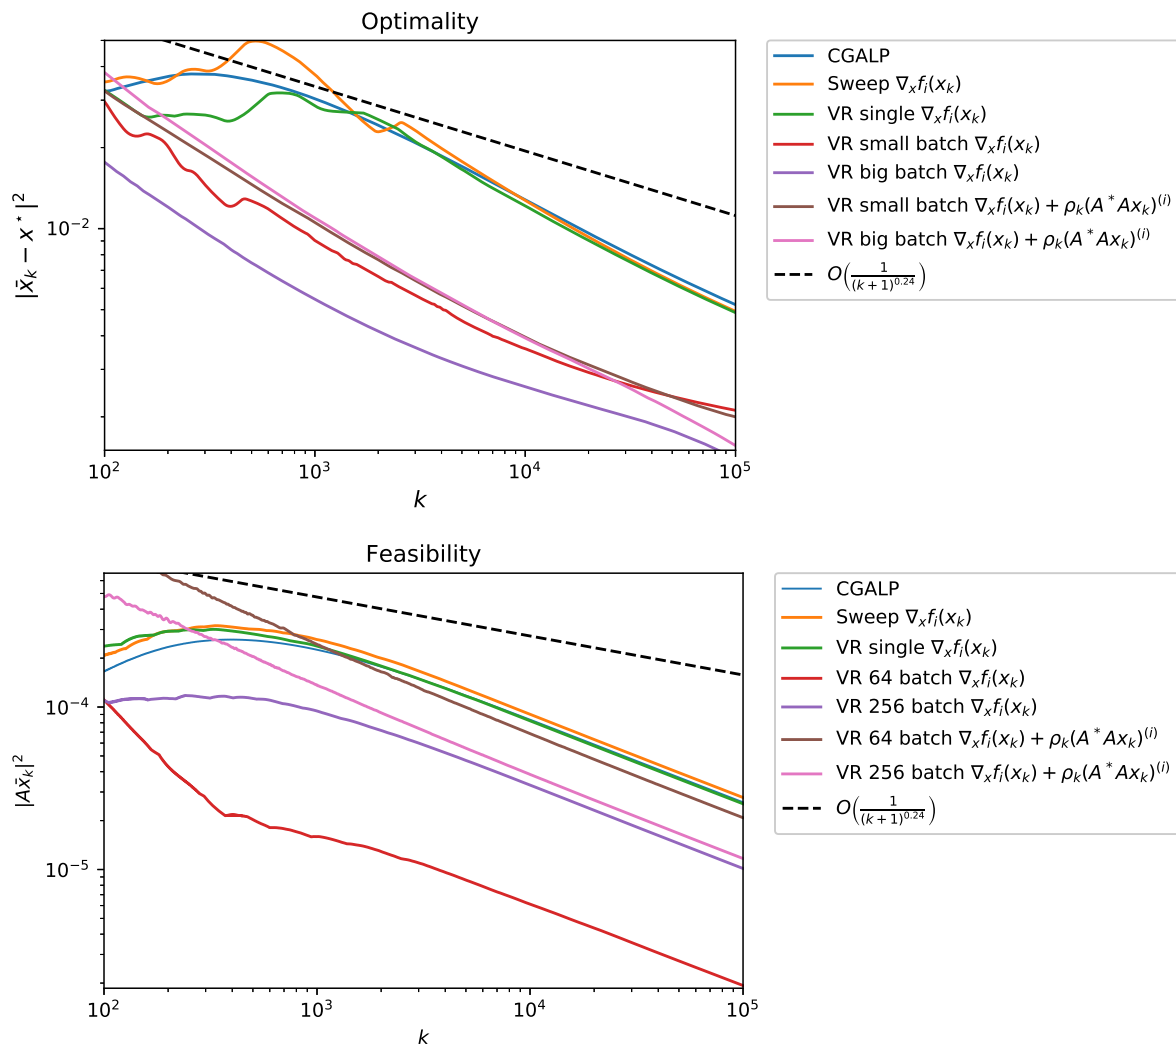 Optimality
|x̄_k − x^⋆|^2
10^{-2}
10^2 10^3 10^4 10^5
k
CGALP
Sweep ∇_x f_i(x_k)
VR single ∇_x f_i(x_k)
VR small batch ∇_x f_i(x_k)
VR big batch ∇_x f_i(x_k)
VR small batch ∇_x f_i(x_k) + ρ_k(A^*Ax_k)^{(i)}
VR big batch ∇_x f_i(x_k) + ρ_k(A^*Ax_k)^{(i)}
O(1/(k+1)^{0.24})
Feasibility
|Ax̄_k|^2
10^{-4}
10^{-5}
10^2 10^3 10^4 10^5
k
CGALP
Sweep ∇_x f_i(x_k)
VR single ∇_x f_i(x_k)
VR 64 batch ∇_x f_i(x_k)
VR 256 batch ∇_x f_i(x_k)
VR 64 batch ∇_x f_i(x_k) + ρ_k(A^*Ax_k)^{(i)}
VR 256 batch ∇_x f_i(x_k) + ρ_k(A^*Ax_k)^{(i)}
O(1/(k+1)^{0.24})